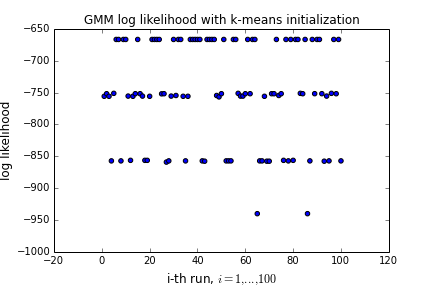 GMM log likelihood with k-means initialization
−650
−700
−750
−800
−850
−900
−950
−1000
log likelihood
−20 0 20 40 60 80 100 120
i-th run, i = 1,...,100